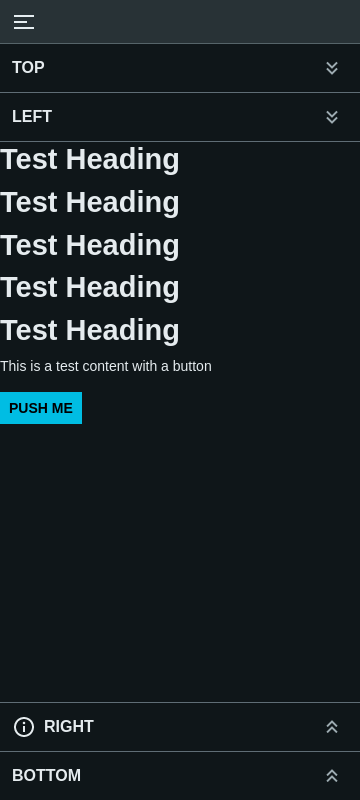 TOP
LEFT
Test Heading
Test Heading
Test Heading
Test Heading
Test Heading
This is a test content with a button
PUSH ME
RIGHT
BOTTOM